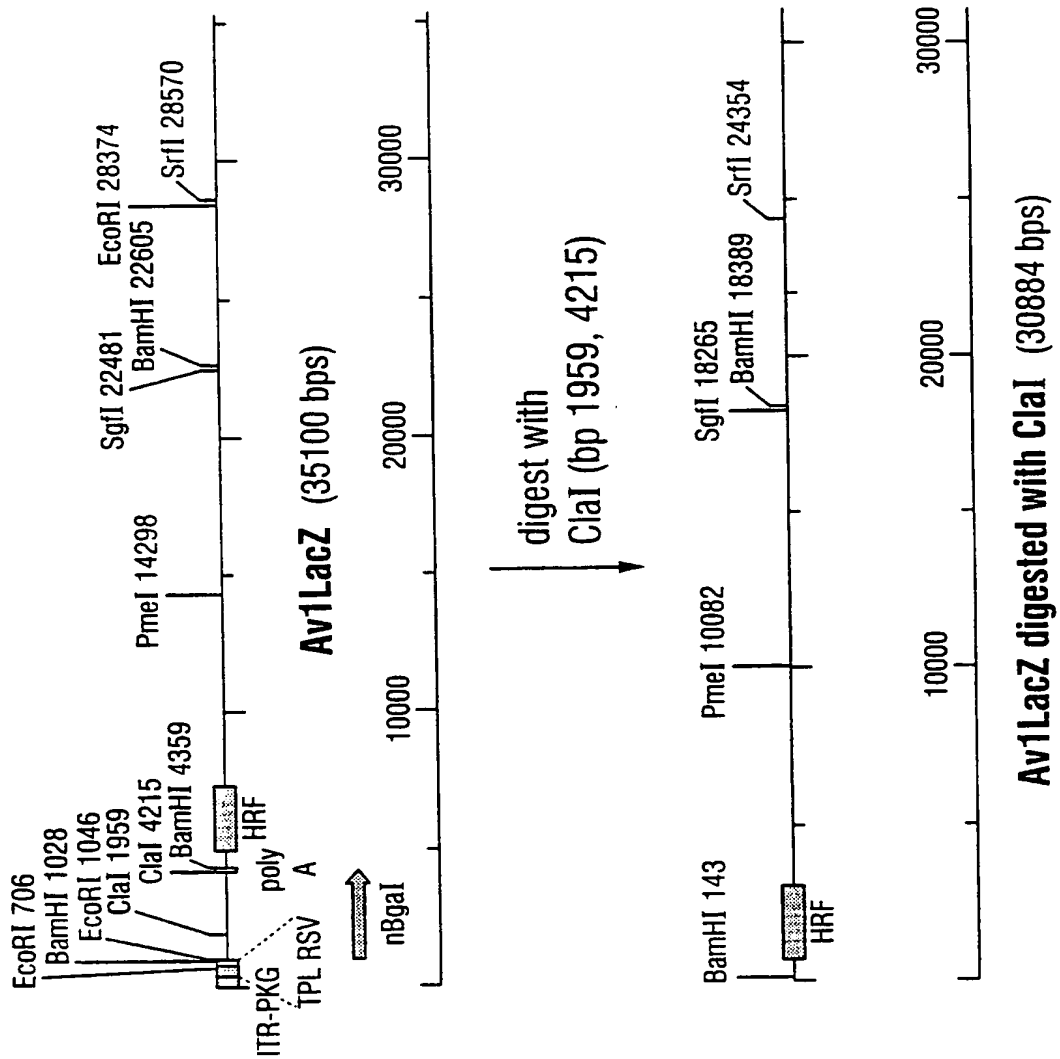 EcoRI 706
BamHI 1028
EcoRI 1046
ClaI 1959
ClaI 4215
BamHI 4359
PmeI 14298
SgfI 22481
BamHI 22605
EcoRI 28374
SrfI 28570
ITR-PKG
TPL RSV
poly A
HRF
nBgaI
Av1LacZ (35100 bps)
10000
20000
30000
digest with
ClaI (bp 1959, 4215)
BamHI 143
PmeI 10082
SgfI 18265
BamHI 18389
SrfI 24354
HRF
10000
20000
30000
Av1LacZ digested with ClaI (30884 bps)